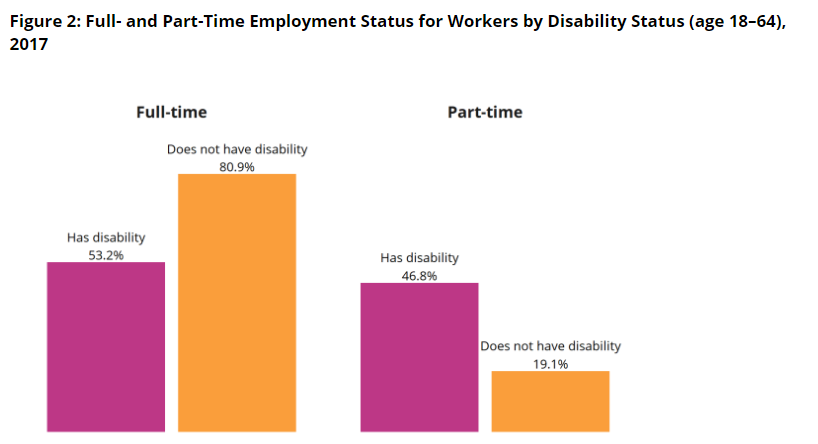 Figure 2: Full- and Part-Time Employment Status for Workers by Disability Status (age 18–64),
2017
Full-time
Part-time
Does not have disability
80.9%
Has disability
53.2%
Has disability
46.8%
Does not have disability
19.1%